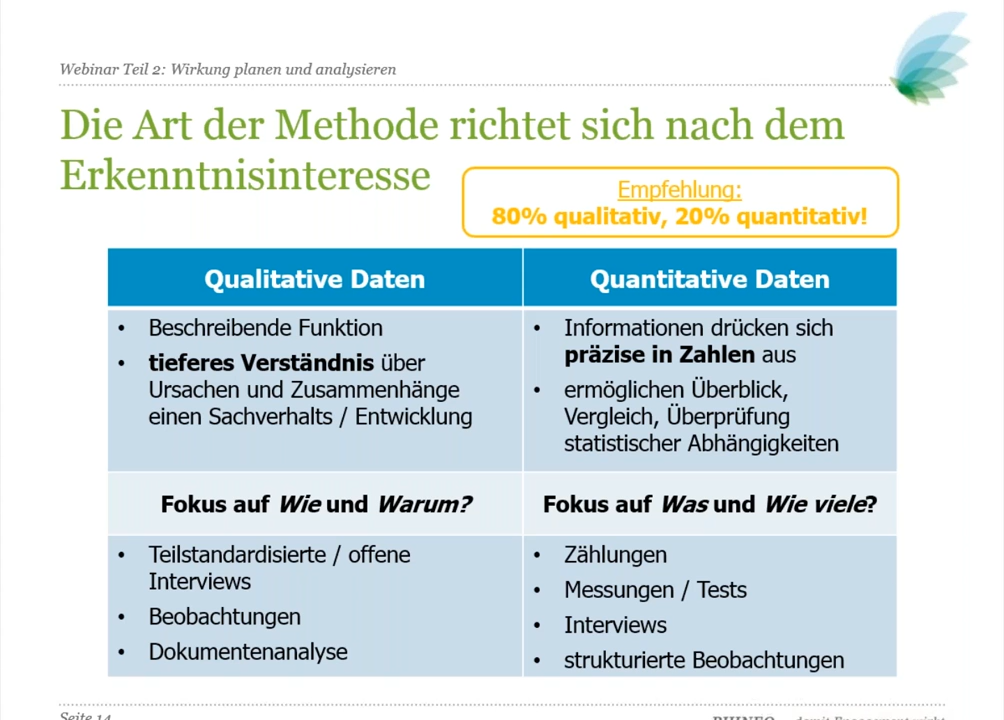 Webinar Teil 2: Wirkung planen und analysieren
Die Art der Methode richtet sich nach dem
Erkenntnisinteresse
Empfehlung:
80% qualitativ, 20% quantitativ!
Qualitative Daten
Quantitative Daten
• Beschreibende Funktion
• tieferes Verständnis über
Ursachen und Zusammenhänge
einen Sachverhalts / Entwicklung
• Informationen drücken sich
präzise in Zahlen aus
• ermöglichen Überblick,
Vergleich, Überprüfung
statistischer Abhängigkeiten
Fokus auf Wie und Warum?
Fokus auf Was und Wie viele?
• Teilstandardisierte / offene
Interviews
• Beobachtungen
• Dokumentenanalyse
• Zählungen
• Messungen / Tests
• Interviews
• strukturierte Beobachtungen
Seite 14